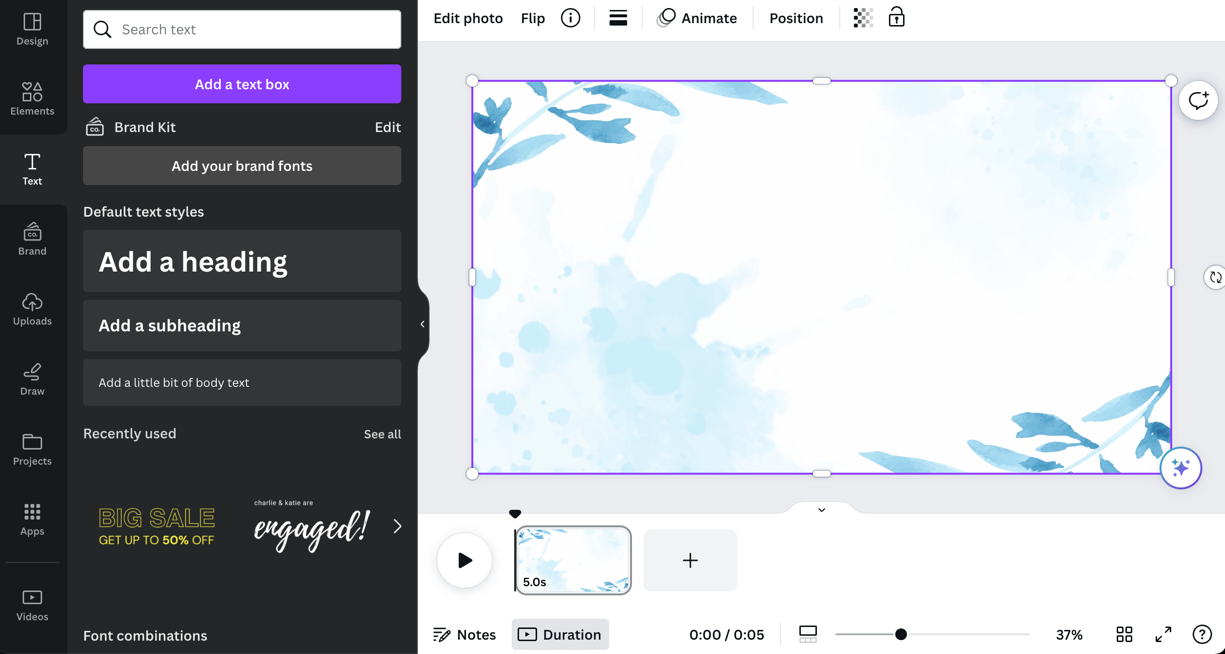 Design
Elements
Text
Brand
Uploads
Draw
Projects
Apps
Videos
Search text
Add a text box
CO.
Brand Kit
Edit
Add your brand fonts
Default text styles
Add a heading
Add a subheading
Add a little bit of body text
Recently used
See all
BIG SALE
GET UP TO 50% OFF
charlie & katie are
engaged!
Font combinations
Edit photo
Flip
Animate
Position
5.0s
Notes
Duration
0:00 / 0:05
37%